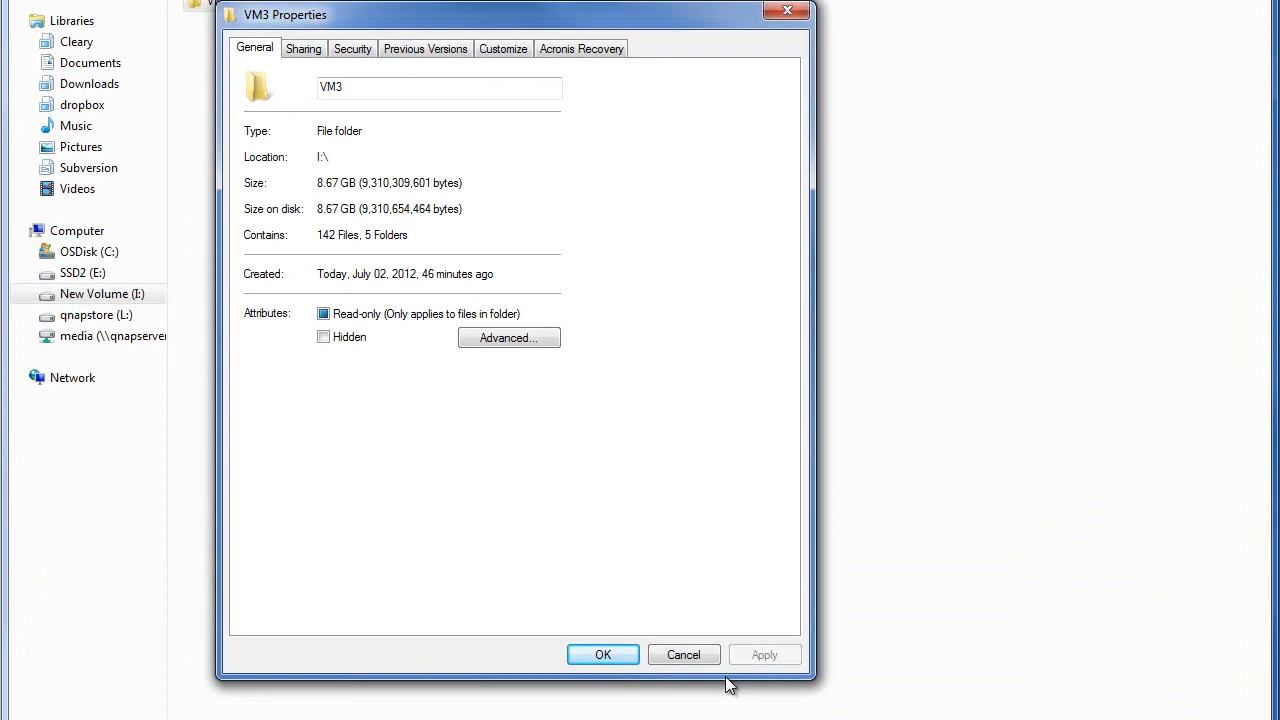 Libraries
Cleary
Documents
Downloads
dropbox
Music
Pictures
Subversion
Videos
Computer
OSDisk (C:)
SSD2 (E:)
New Volume (I:)
qnapstore (L:)
media (\\qnapserver
Network
VM3 Properties
General Sharing Security Previous Versions Customize Acronis Recovery
VM3
Type: File folder
Location: I:\
Size: 8.67 GB (9,310,309,601 bytes)
Size on disk: 8.67 GB (9,310,654,464 bytes)
Contains: 142 Files, 5 Folders
Created: Today, July 02, 2012, 46 minutes ago
Attributes: Read-only (Only applies to files in folder)
Hidden Advanced...
OK Cancel Apply